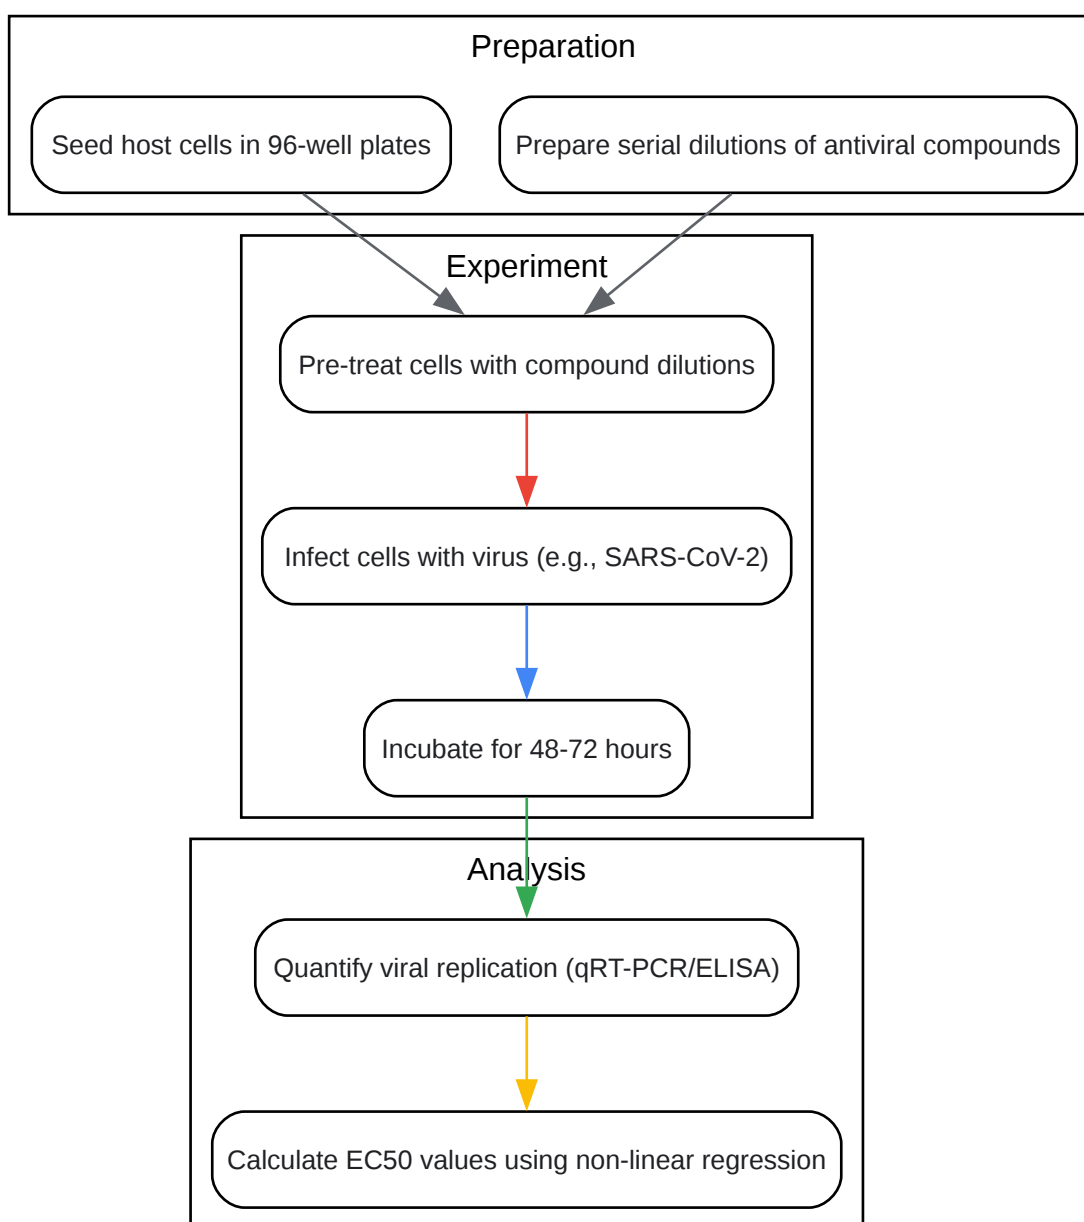 Preparation
Seed host cells in 96-well plates
Prepare serial dilutions of antiviral compounds
Experiment
Pre-treat cells with compound dilutions
Infect cells with virus (e.g., SARS-CoV-2)
Incubate for 48-72 hours
Analysis
Quantify viral replication (qRT-PCR/ELISA)
Calculate EC50 values using non-linear regression